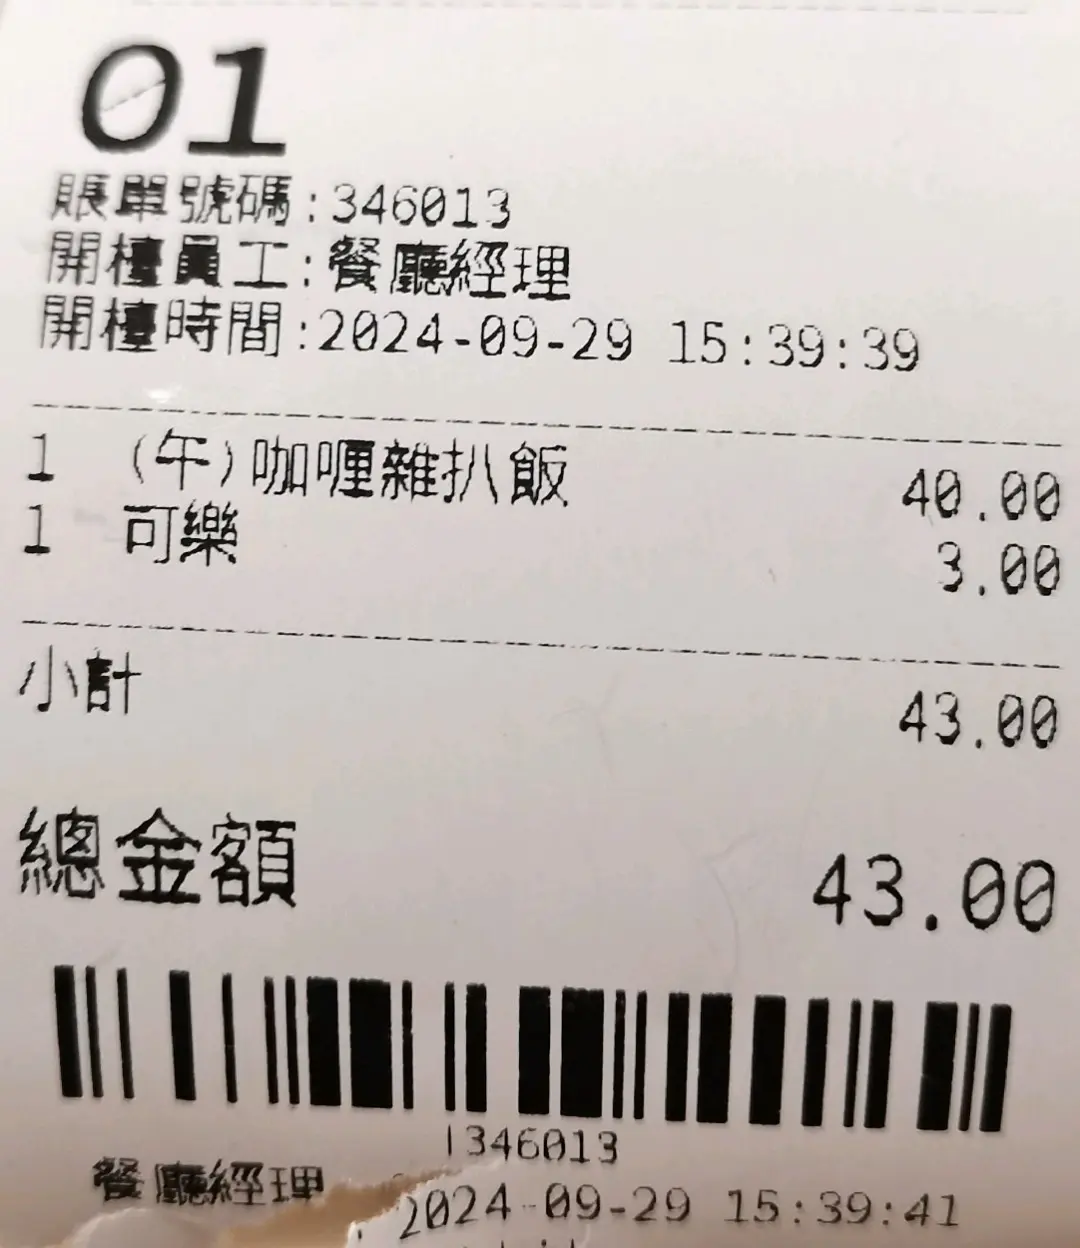 01
賬單號碼:346013
開檯員工:餐廳經理
開檯時間:2024-09-29 15:39:39
1 (午)咖喱雜扒飯 40.00
1 可樂 3.00
小計 43.00
總金額 43.00
1346013
餐廳經理 2024-09-29 15:39:41